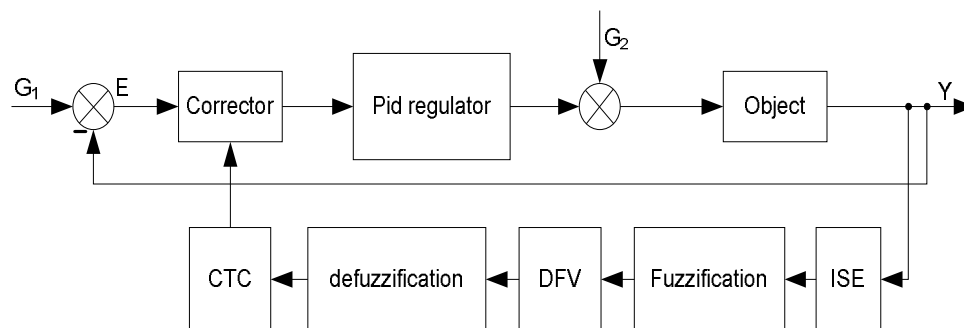 G₁
E
Corrector
Pid regulator
G₂
Object
Y
−
CTC
defuzzification
DFV
Fuzzification
ISE